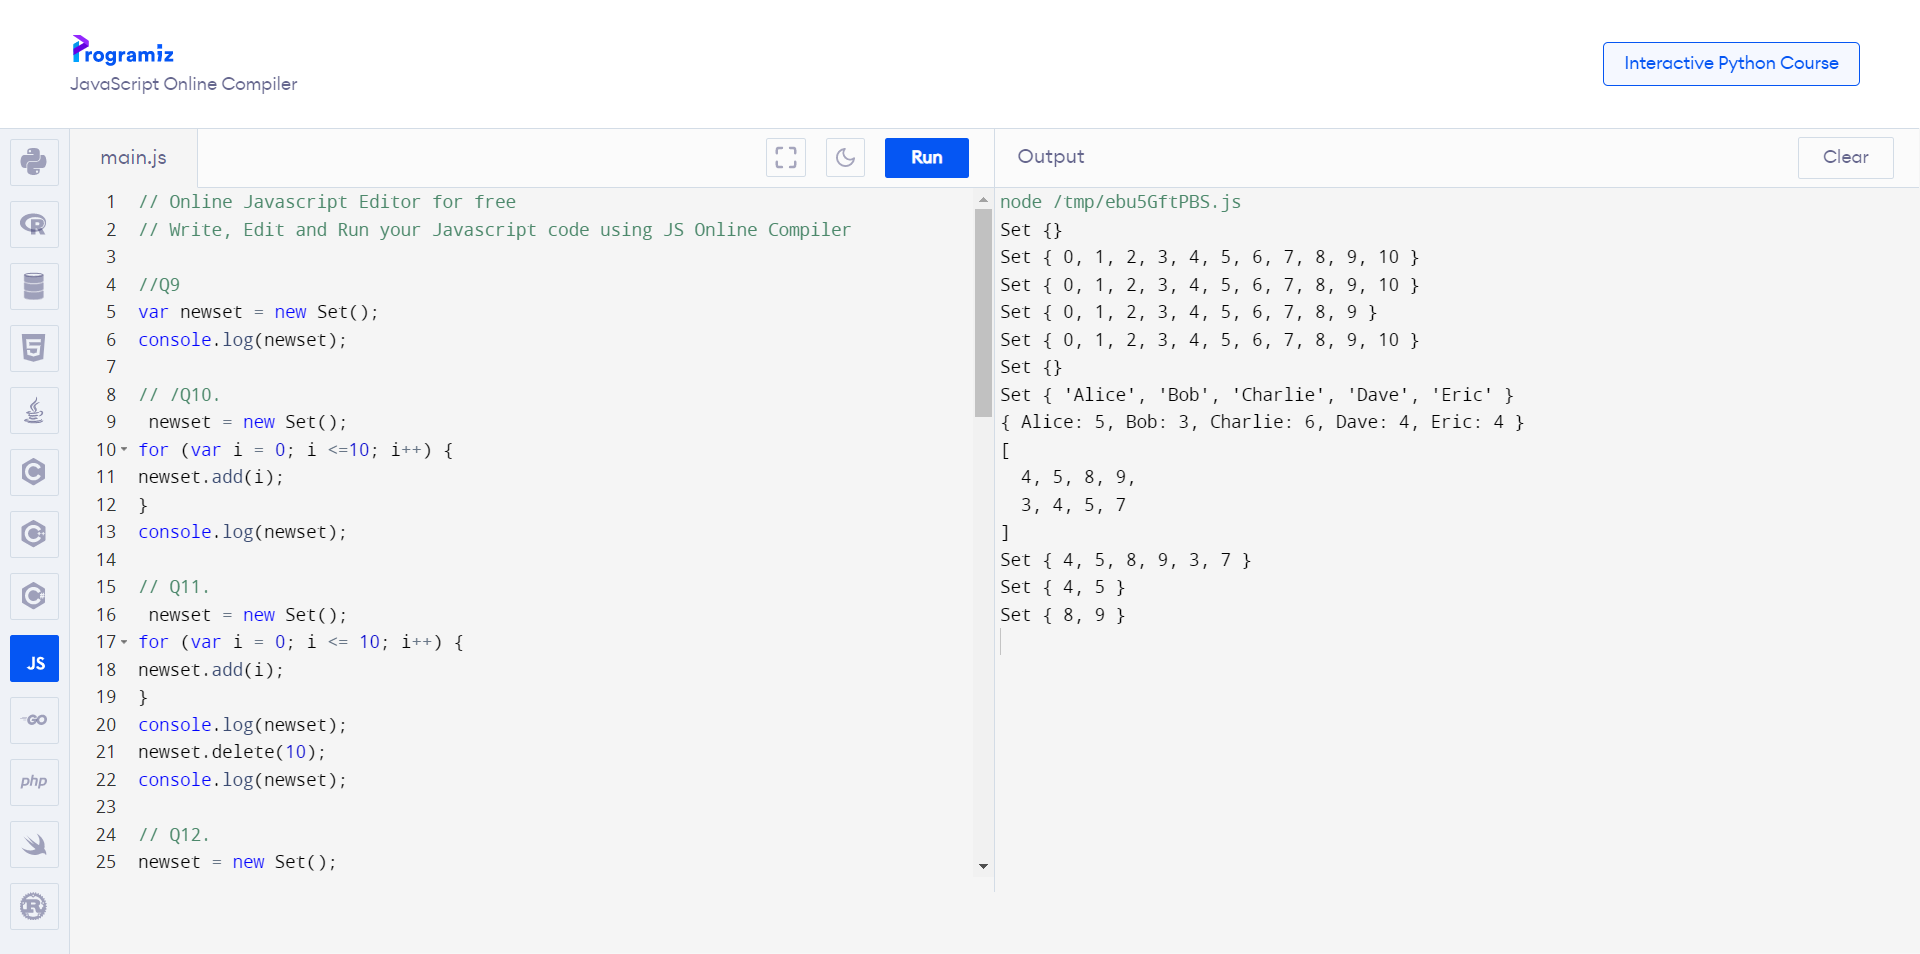 Programiz
JavaScript Online Compiler
Interactive Python Course
main.js
Run
Output
Clear
R
5
C
C
C
JS
GO
php
R
1 // Online Javascript Editor for free
2 // Write, Edit and Run your Javascript code using JS Online Compiler
3
4 //Q9
5 var newset = new Set();
6 console.log(newset);
7
8 // /Q10.
9  newset = new Set();
10 for (var i = 0; i <=10; i++) {
11 newset.add(i);
12 }
13 console.log(newset);
14
15 // Q11.
16  newset = new Set();
17 for (var i = 0; i <= 10; i++) {
18 newset.add(i);
19 }
20 console.log(newset);
21 newset.delete(10);
22 console.log(newset);
23
24 // Q12.
25 newset = new Set();
node /tmp/ebu5GftPBS.js
Set {}
Set { 0, 1, 2, 3, 4, 5, 6, 7, 8, 9, 10 }
Set { 0, 1, 2, 3, 4, 5, 6, 7, 8, 9, 10 }
Set { 0, 1, 2, 3, 4, 5, 6, 7, 8, 9 }
Set { 0, 1, 2, 3, 4, 5, 6, 7, 8, 9, 10 }
Set {}
Set { 'Alice', 'Bob', 'Charlie', 'Dave', 'Eric' }
{ Alice: 5, Bob: 3, Charlie: 6, Dave: 4, Eric: 4 }
[
  4, 5, 8, 9,
  3, 4, 5, 7
]
Set { 4, 5, 8, 9, 3, 7 }
Set { 4, 5 }
Set { 8, 9 }